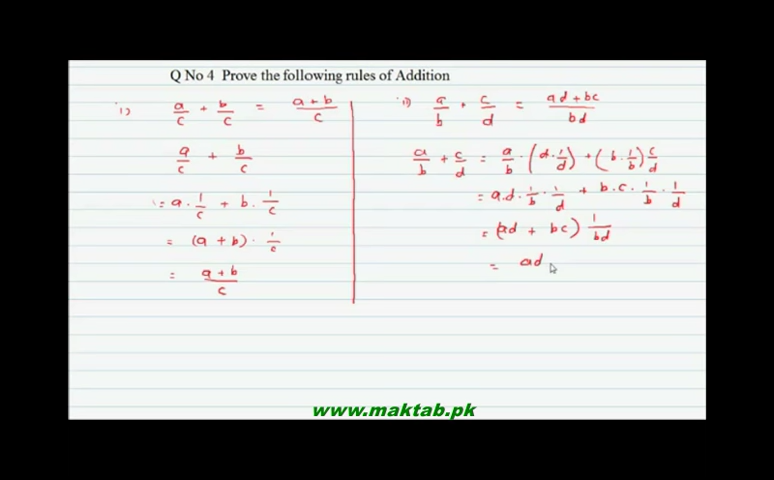 Q No 4 Prove the following rules of Addition
i) a/c + b/c = (a+b)/c
a/c + b/c
= a · 1/c + b · 1/c
= (a + b) · 1/c
= (a+b)/c
ii) a/b + c/d = (ad+bc)/bd
a/b + c/d = a/b · (d · 1/d) + (b · 1/b) c/d
= a.d · 1/b · 1/d + b.c · 1/b · 1/d
= (ad + bc) 1/bd
= ad
www.maktab.pk